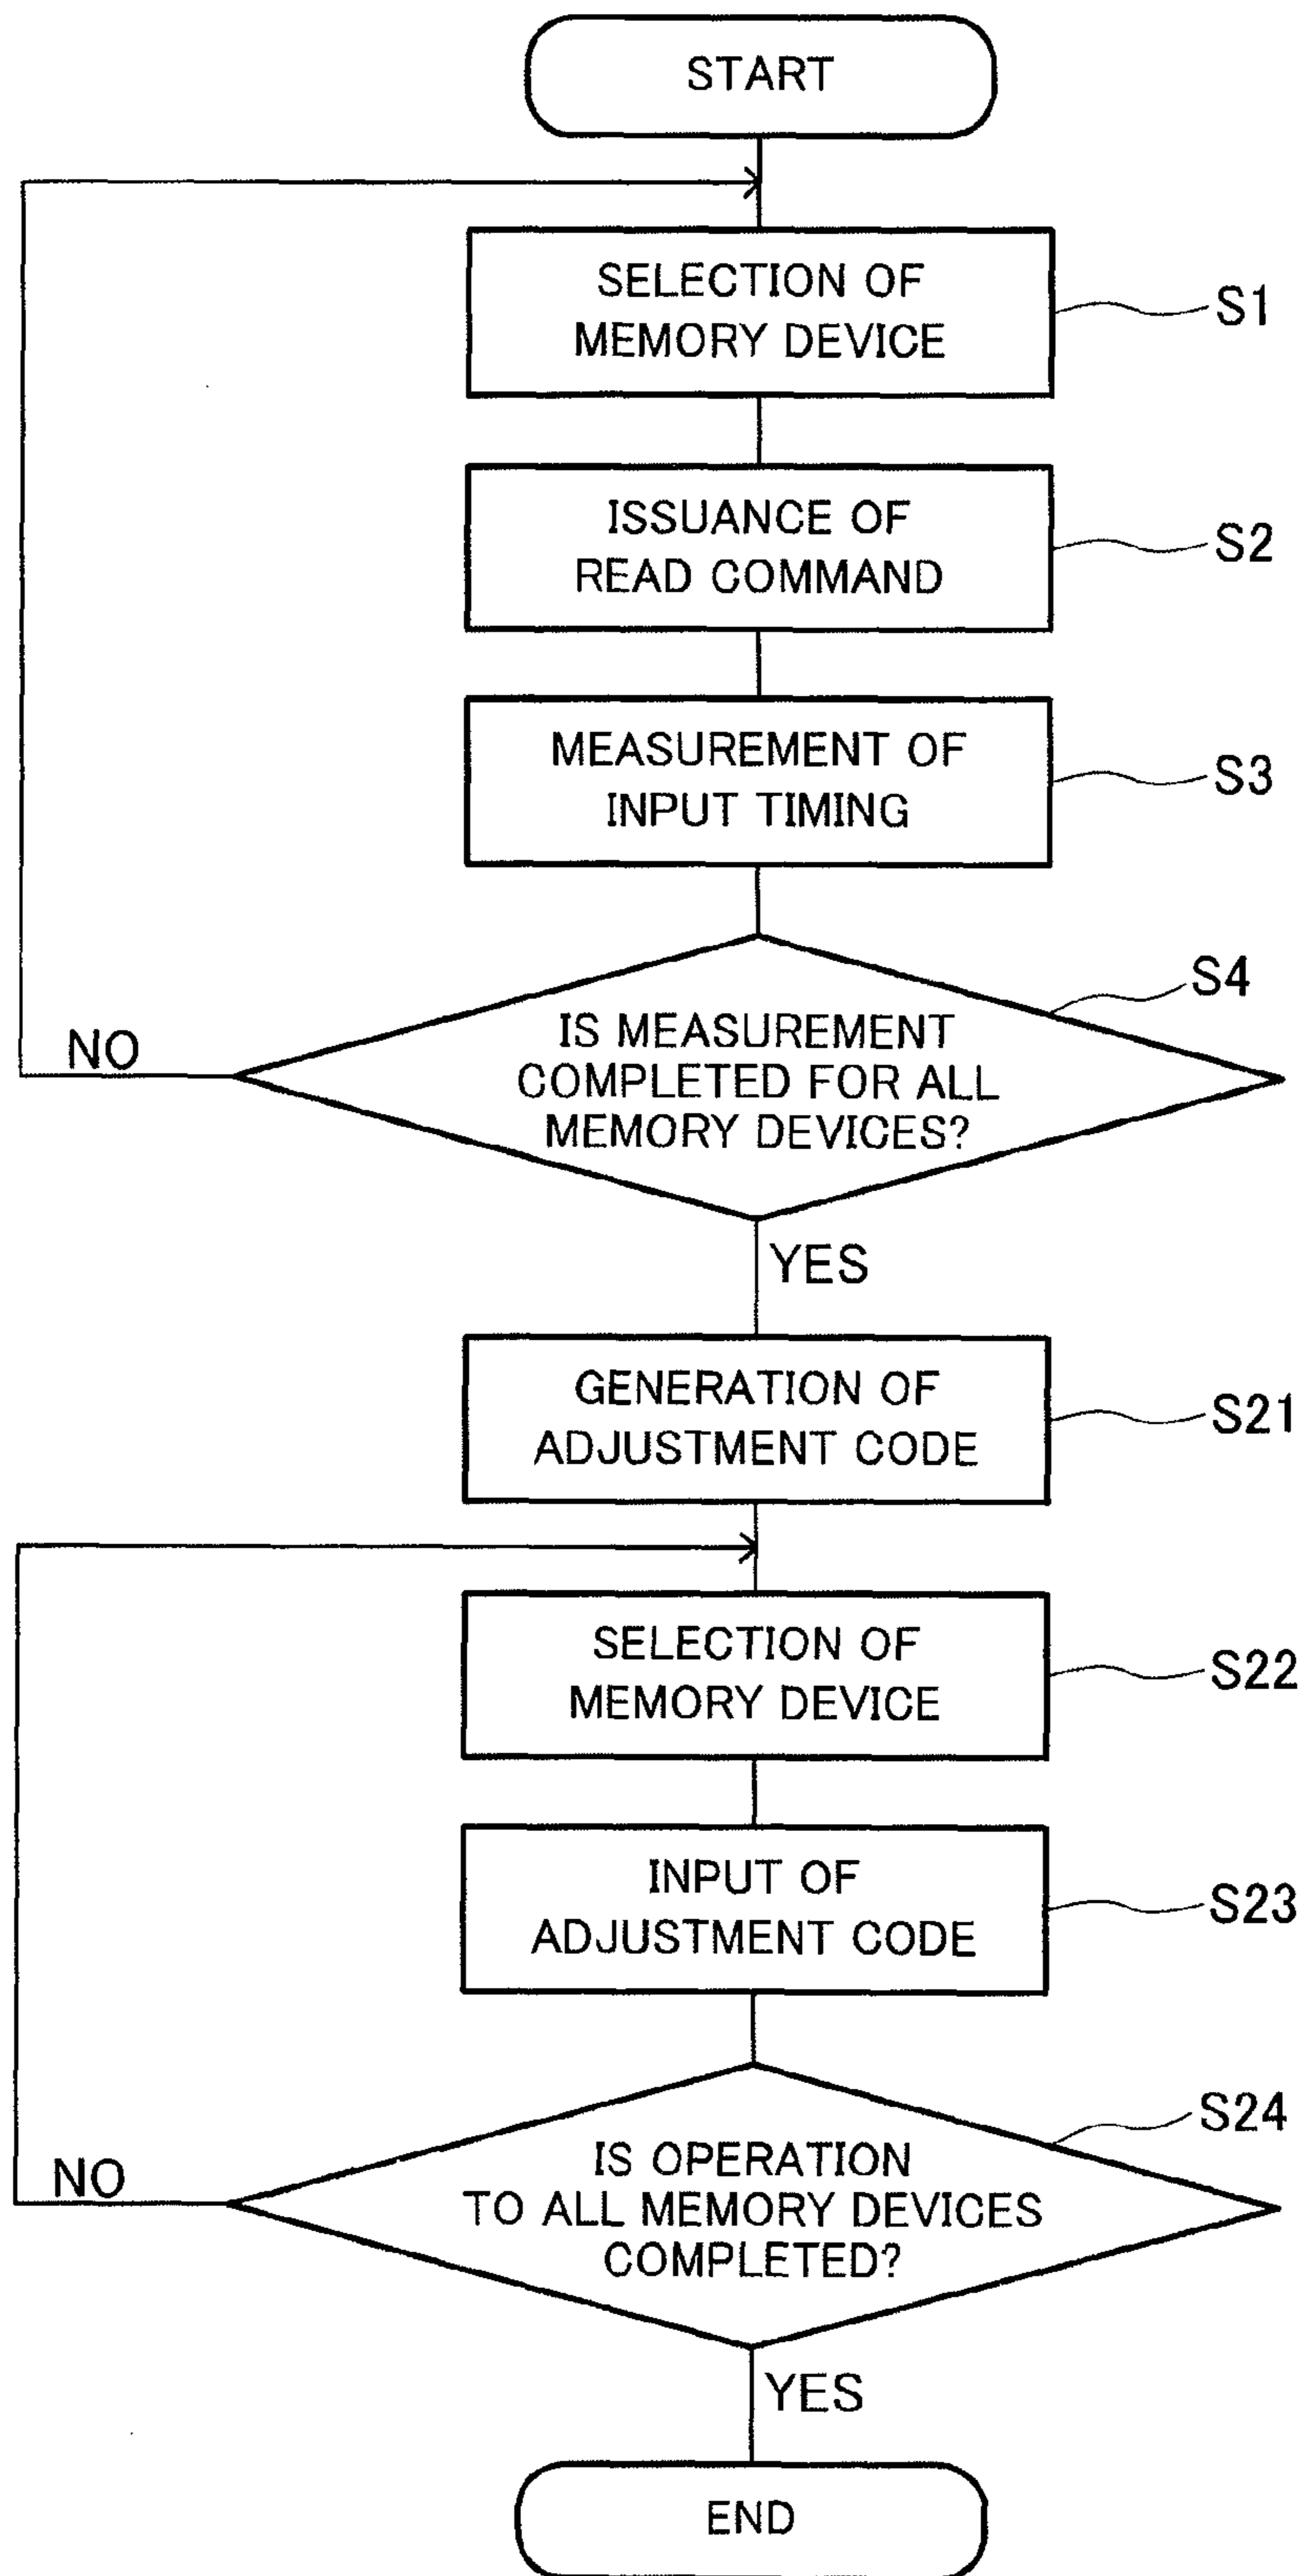 START
SELECTION OF
MEMORY DEVICE
S1
ISSUANCE OF
READ COMMAND
S2
MEASUREMENT OF
INPUT TIMING
S3
S4
IS MEASUREMENT
COMPLETED FOR ALL
MEMORY DEVICES?
NO
YES
GENERATION OF
ADJUSTMENT CODE
S21
SELECTION OF
MEMORY DEVICE
S22
INPUT OF
ADJUSTMENT CODE
S23
S24
IS OPERATION
TO ALL MEMORY DEVICES
COMPLETED?
NO
YES
END